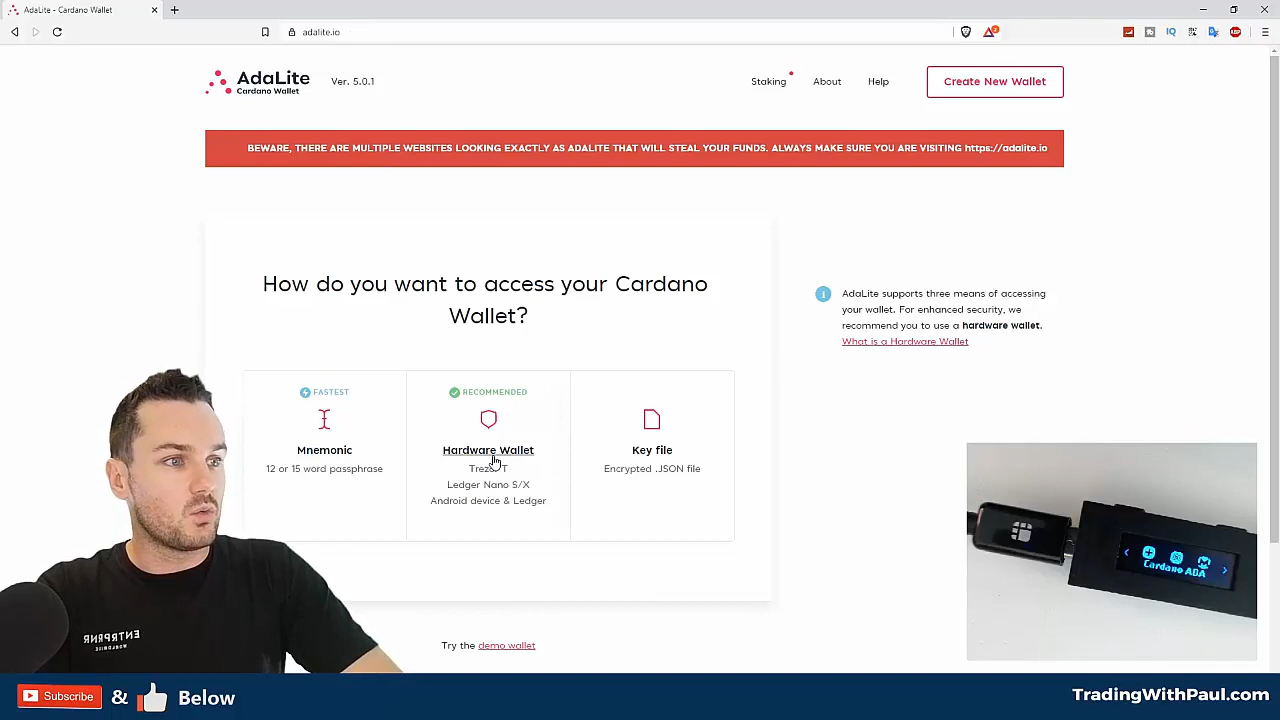 AdaLite - Cardano Wallet
adalite.io
2
IQ
AdaLite
Cardano Wallet
Ver. 5.0.1
Staking
About
Help
Create New Wallet
BEWARE, THERE ARE MULTIPLE WEBSITES LOOKING EXACTLY AS ADALITE THAT WILL STEAL YOUR FUNDS. ALWAYS MAKE SURE YOU ARE VISITING https://adalite.io
How do you want to access your Cardano
Wallet?
AdaLite supports three means of accessing
your wallet. For enhanced security, we
recommend you to use a hardware wallet.
What is a Hardware Wallet
FASTEST
Mnemonic
12 or 15 word passphrase
RECOMMENDED
Hardware Wallet
Trezor T
Ledger Nano S/X
Android device & Ledger
Key file
Encrypted .JSON file
Cardano ADA
ENTRPRNR
WORLDWIDE
Try the demo wallet
Subscribe & Below
TradingWithPaul.com